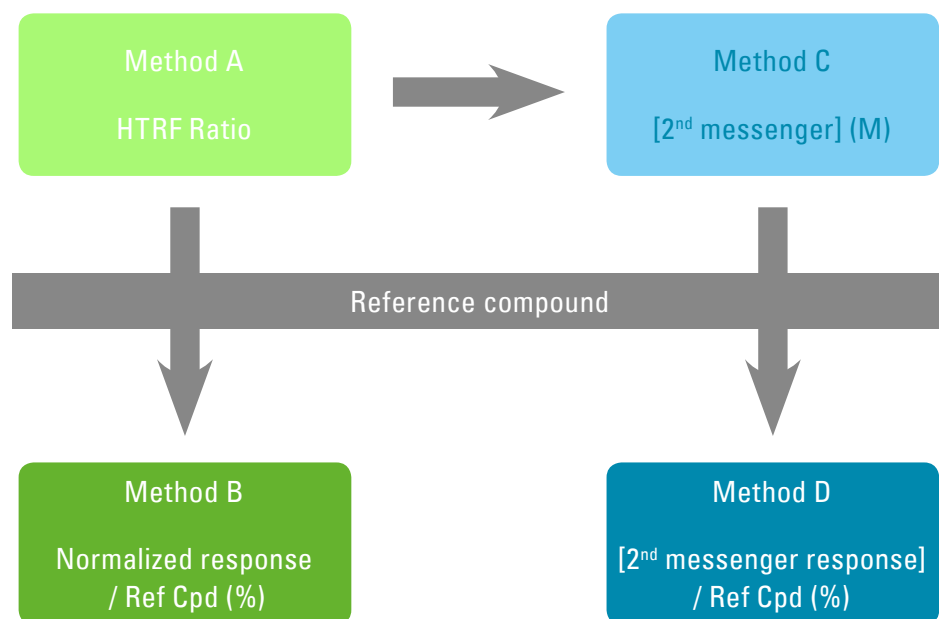 Method A
HTRF Ratio
Method C
[2nd messenger] (M)
Reference compound
Method B
Normalized response
/ Ref Cpd (%)
Method D
[2nd messenger response]
/ Ref Cpd (%)